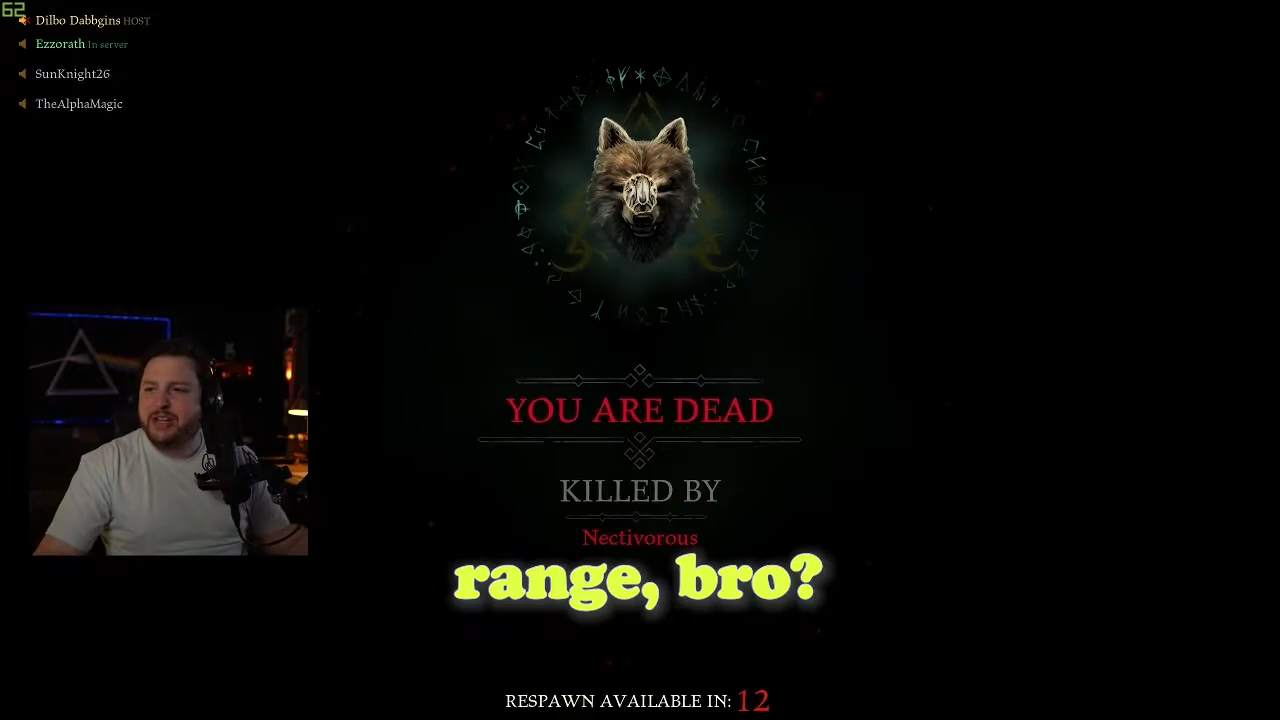 62
Dilbo Dabbgins HOST
Ezzorath In server
SunKnight26
TheAlphaMagic
YOU ARE DEAD
KILLED BY
Nectivorous
range, bro?
RESPAWN AVAILABLE IN: 12